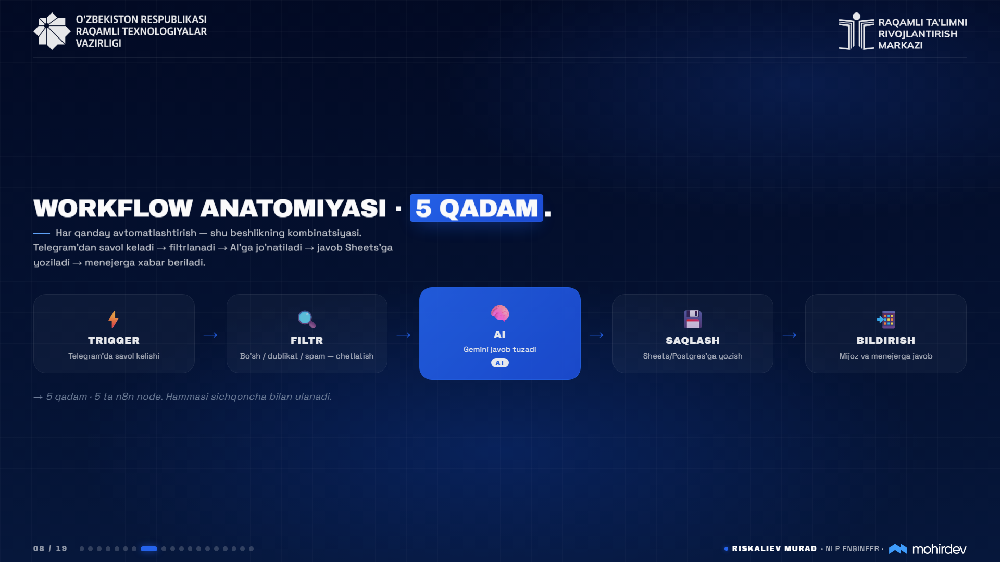 O'ZBEKISTON RESPUBLIKASI
RAQAMLI TEXNOLOGIYALAR
VAZIRLIGI
RAQAMLI TA'LIMNI
RIVOJLANTIRISH
MARKAZI
WORKFLOW ANATOMIYASI · 5 QADAM.
Har qanday avtomatlashtirish — shu beshlikning kombinatsiyasi.
Telegram'dan savol keladi → filtrlanadi → AI'ga jo'natiladi → javob Sheets'ga
yoziladi → menejerga xabar beriladi.
TRIGGER
Telegram'da savol kelishi
→
FILTR
Bo'sh / dublikat / spam — chetlatish
→
AI
Gemini javob tuzadi
AI
→
SAQLASH
Sheets/Postgres'ga yozish
→
BILDIRISH
Mijoz va menejerga javob
→ 5 qadam · 5 ta n8n node. Hammasi sichqoncha bilan ulanadi.
08 / 19
RISKALIEV MURAD · NLP ENGINEER ·
mohirdev